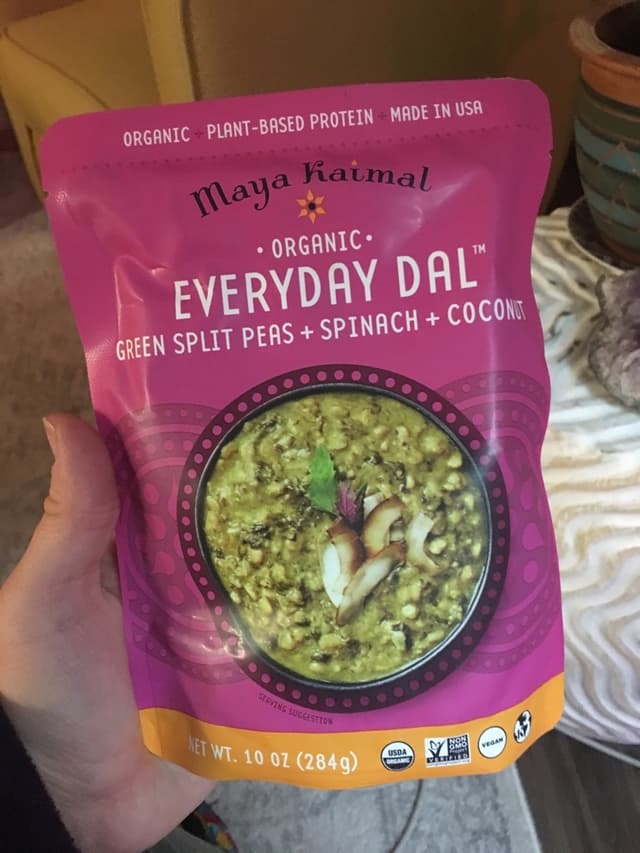 ORGANIC PLANT-BASED PROTEIN MADE IN USA
Maya Kaimal
• ORGANIC •
EVERYDAY DAL™
GREEN SPLIT PEAS + SPINACH + COCONUT
SERVING SUGGESTION
NET WT. 10 OZ (284g)
USDA
ORGANIC
NON
GMO
Project
VERIFIED
VEGAN